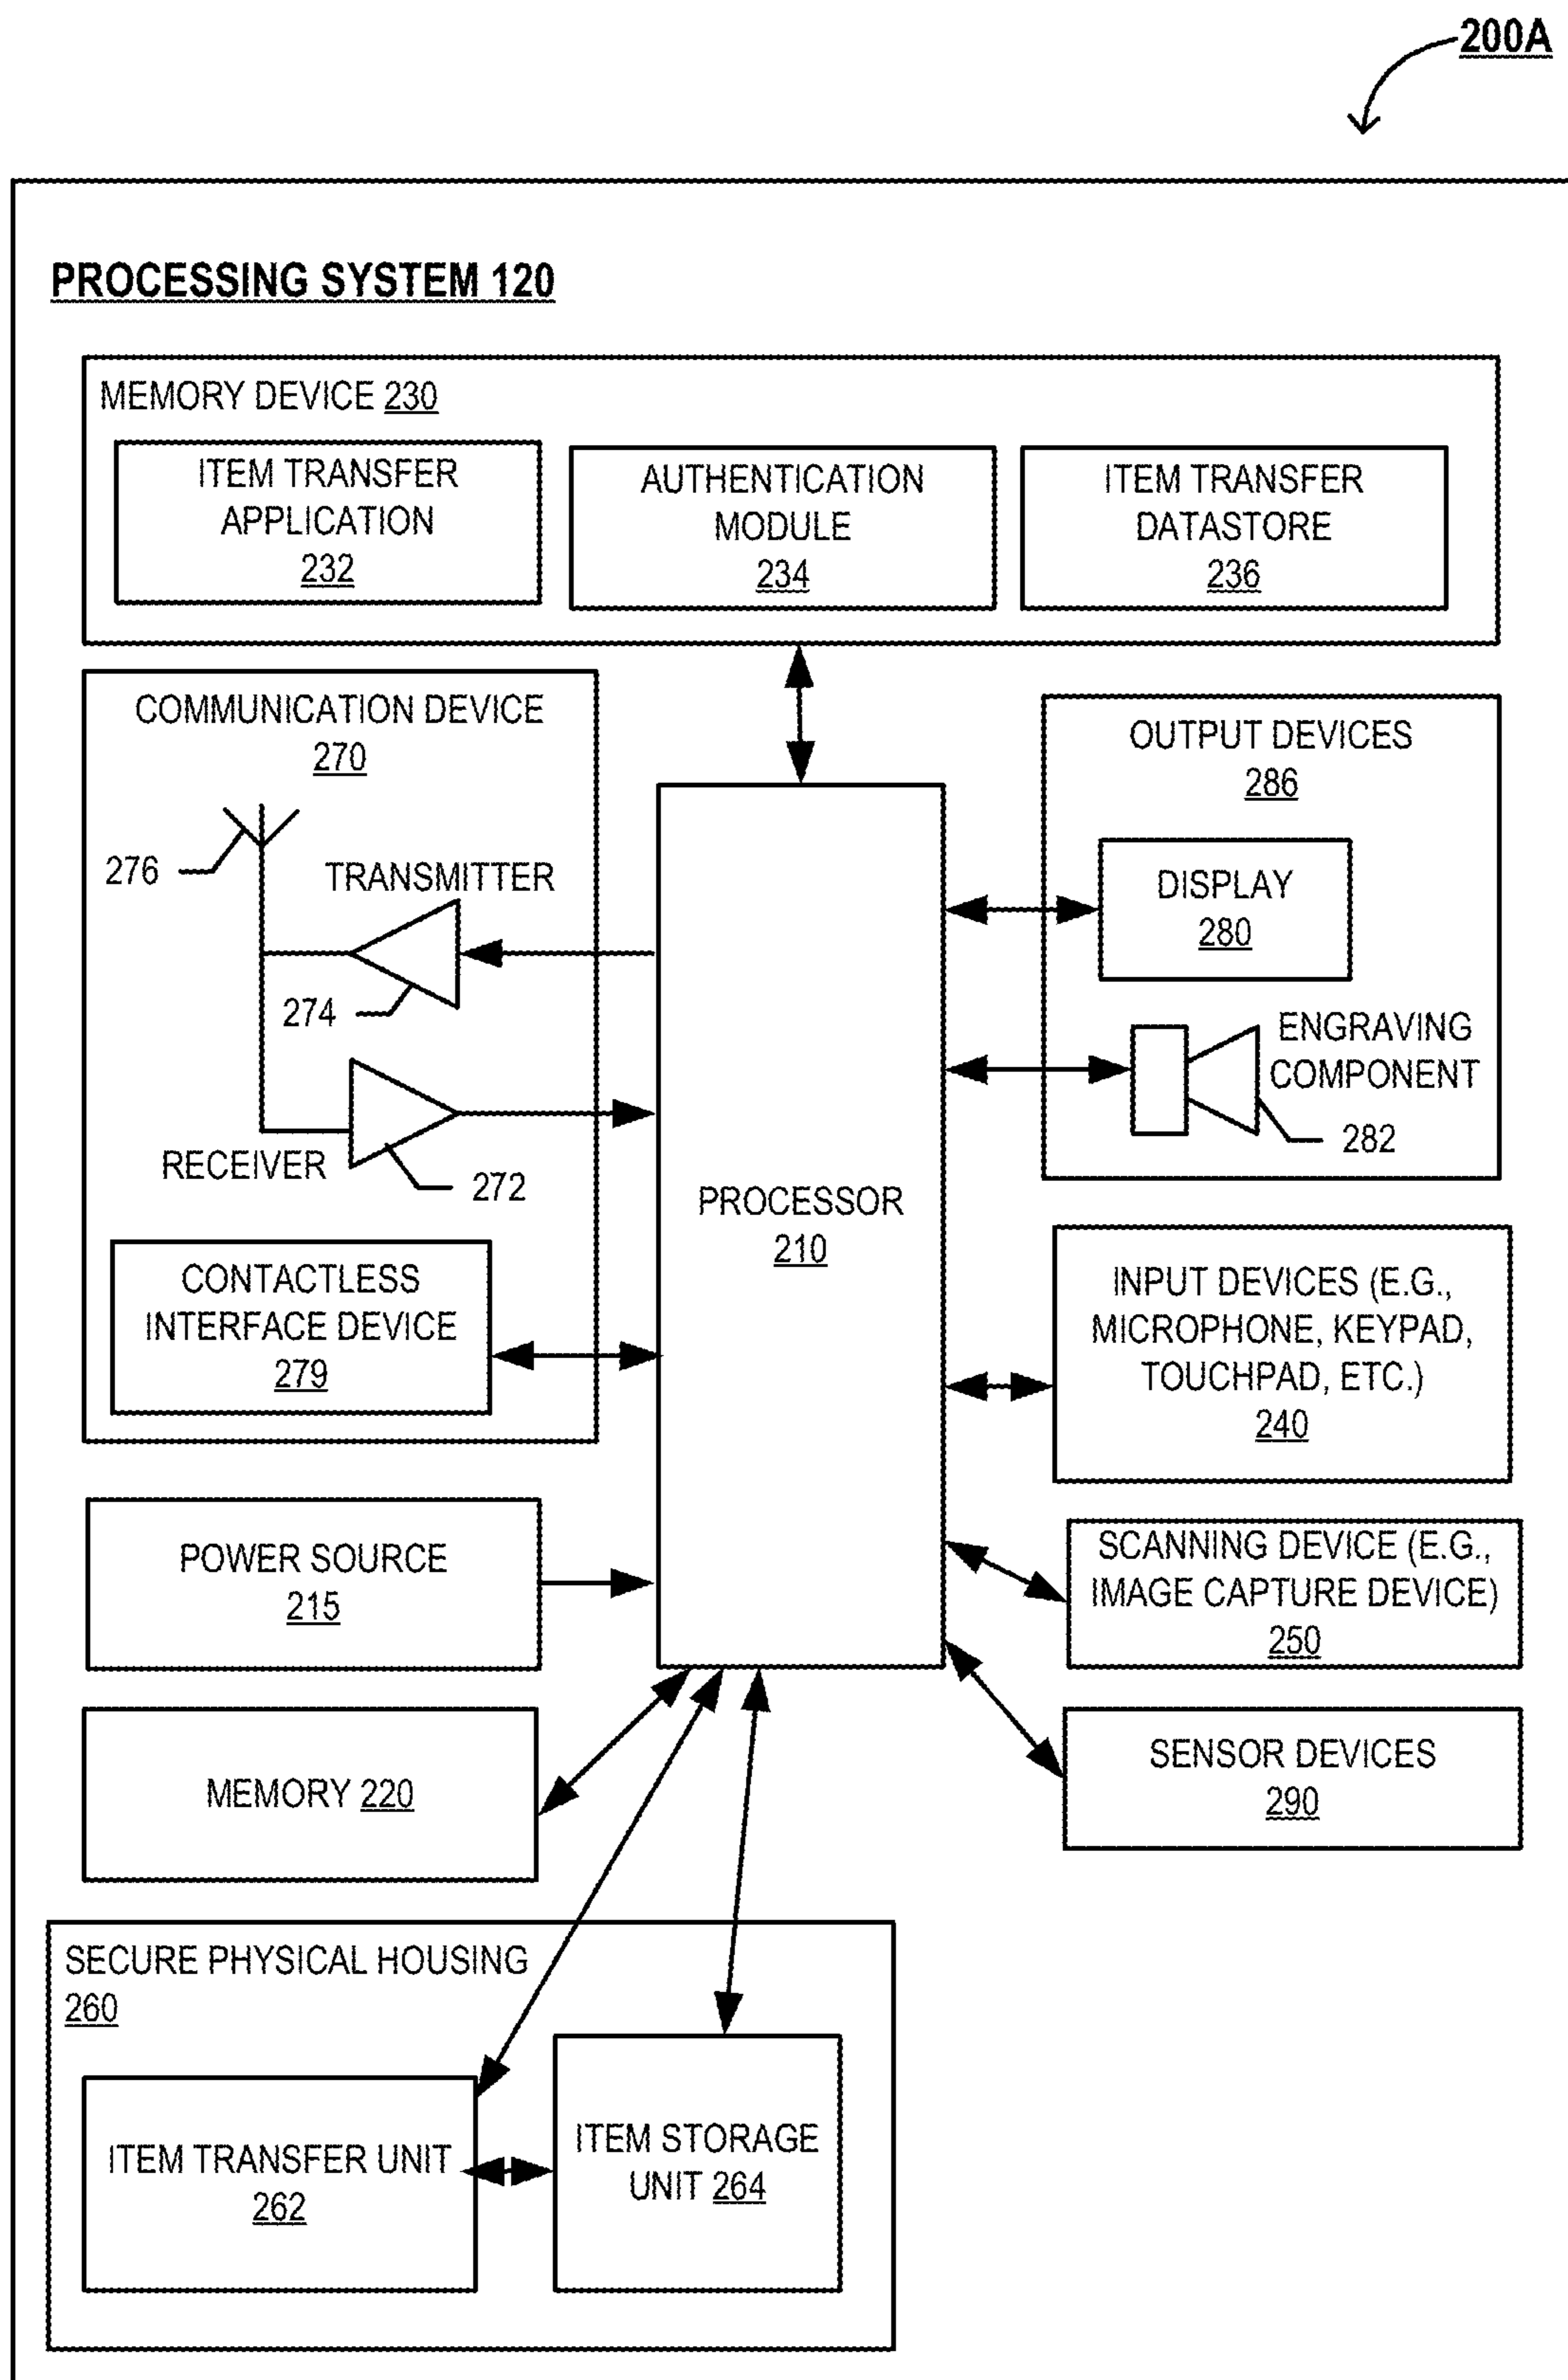 200A
PROCESSING SYSTEM 120
MEMORY DEVICE 230
ITEM TRANSFER
APPLICATION
232
AUTHENTICATION
MODULE
234
ITEM TRANSFER
DATASTORE
236
COMMUNICATION DEVICE
270
276
TRANSMITTER
274
RECEIVER
272
CONTACTLESS
INTERFACE DEVICE
279
PROCESSOR
210
OUTPUT DEVICES
286
DISPLAY
280
ENGRAVING
COMPONENT
282
INPUT DEVICES (E.G.,
MICROPHONE, KEYPAD,
TOUCHPAD, ETC.)
240
POWER SOURCE
215
SCANNING DEVICE (E.G.,
IMAGE CAPTURE DEVICE)
250
MEMORY 220
SENSOR DEVICES
290
SECURE PHYSICAL HOUSING
260
ITEM TRANSFER UNIT
262
ITEM STORAGE
UNIT 264